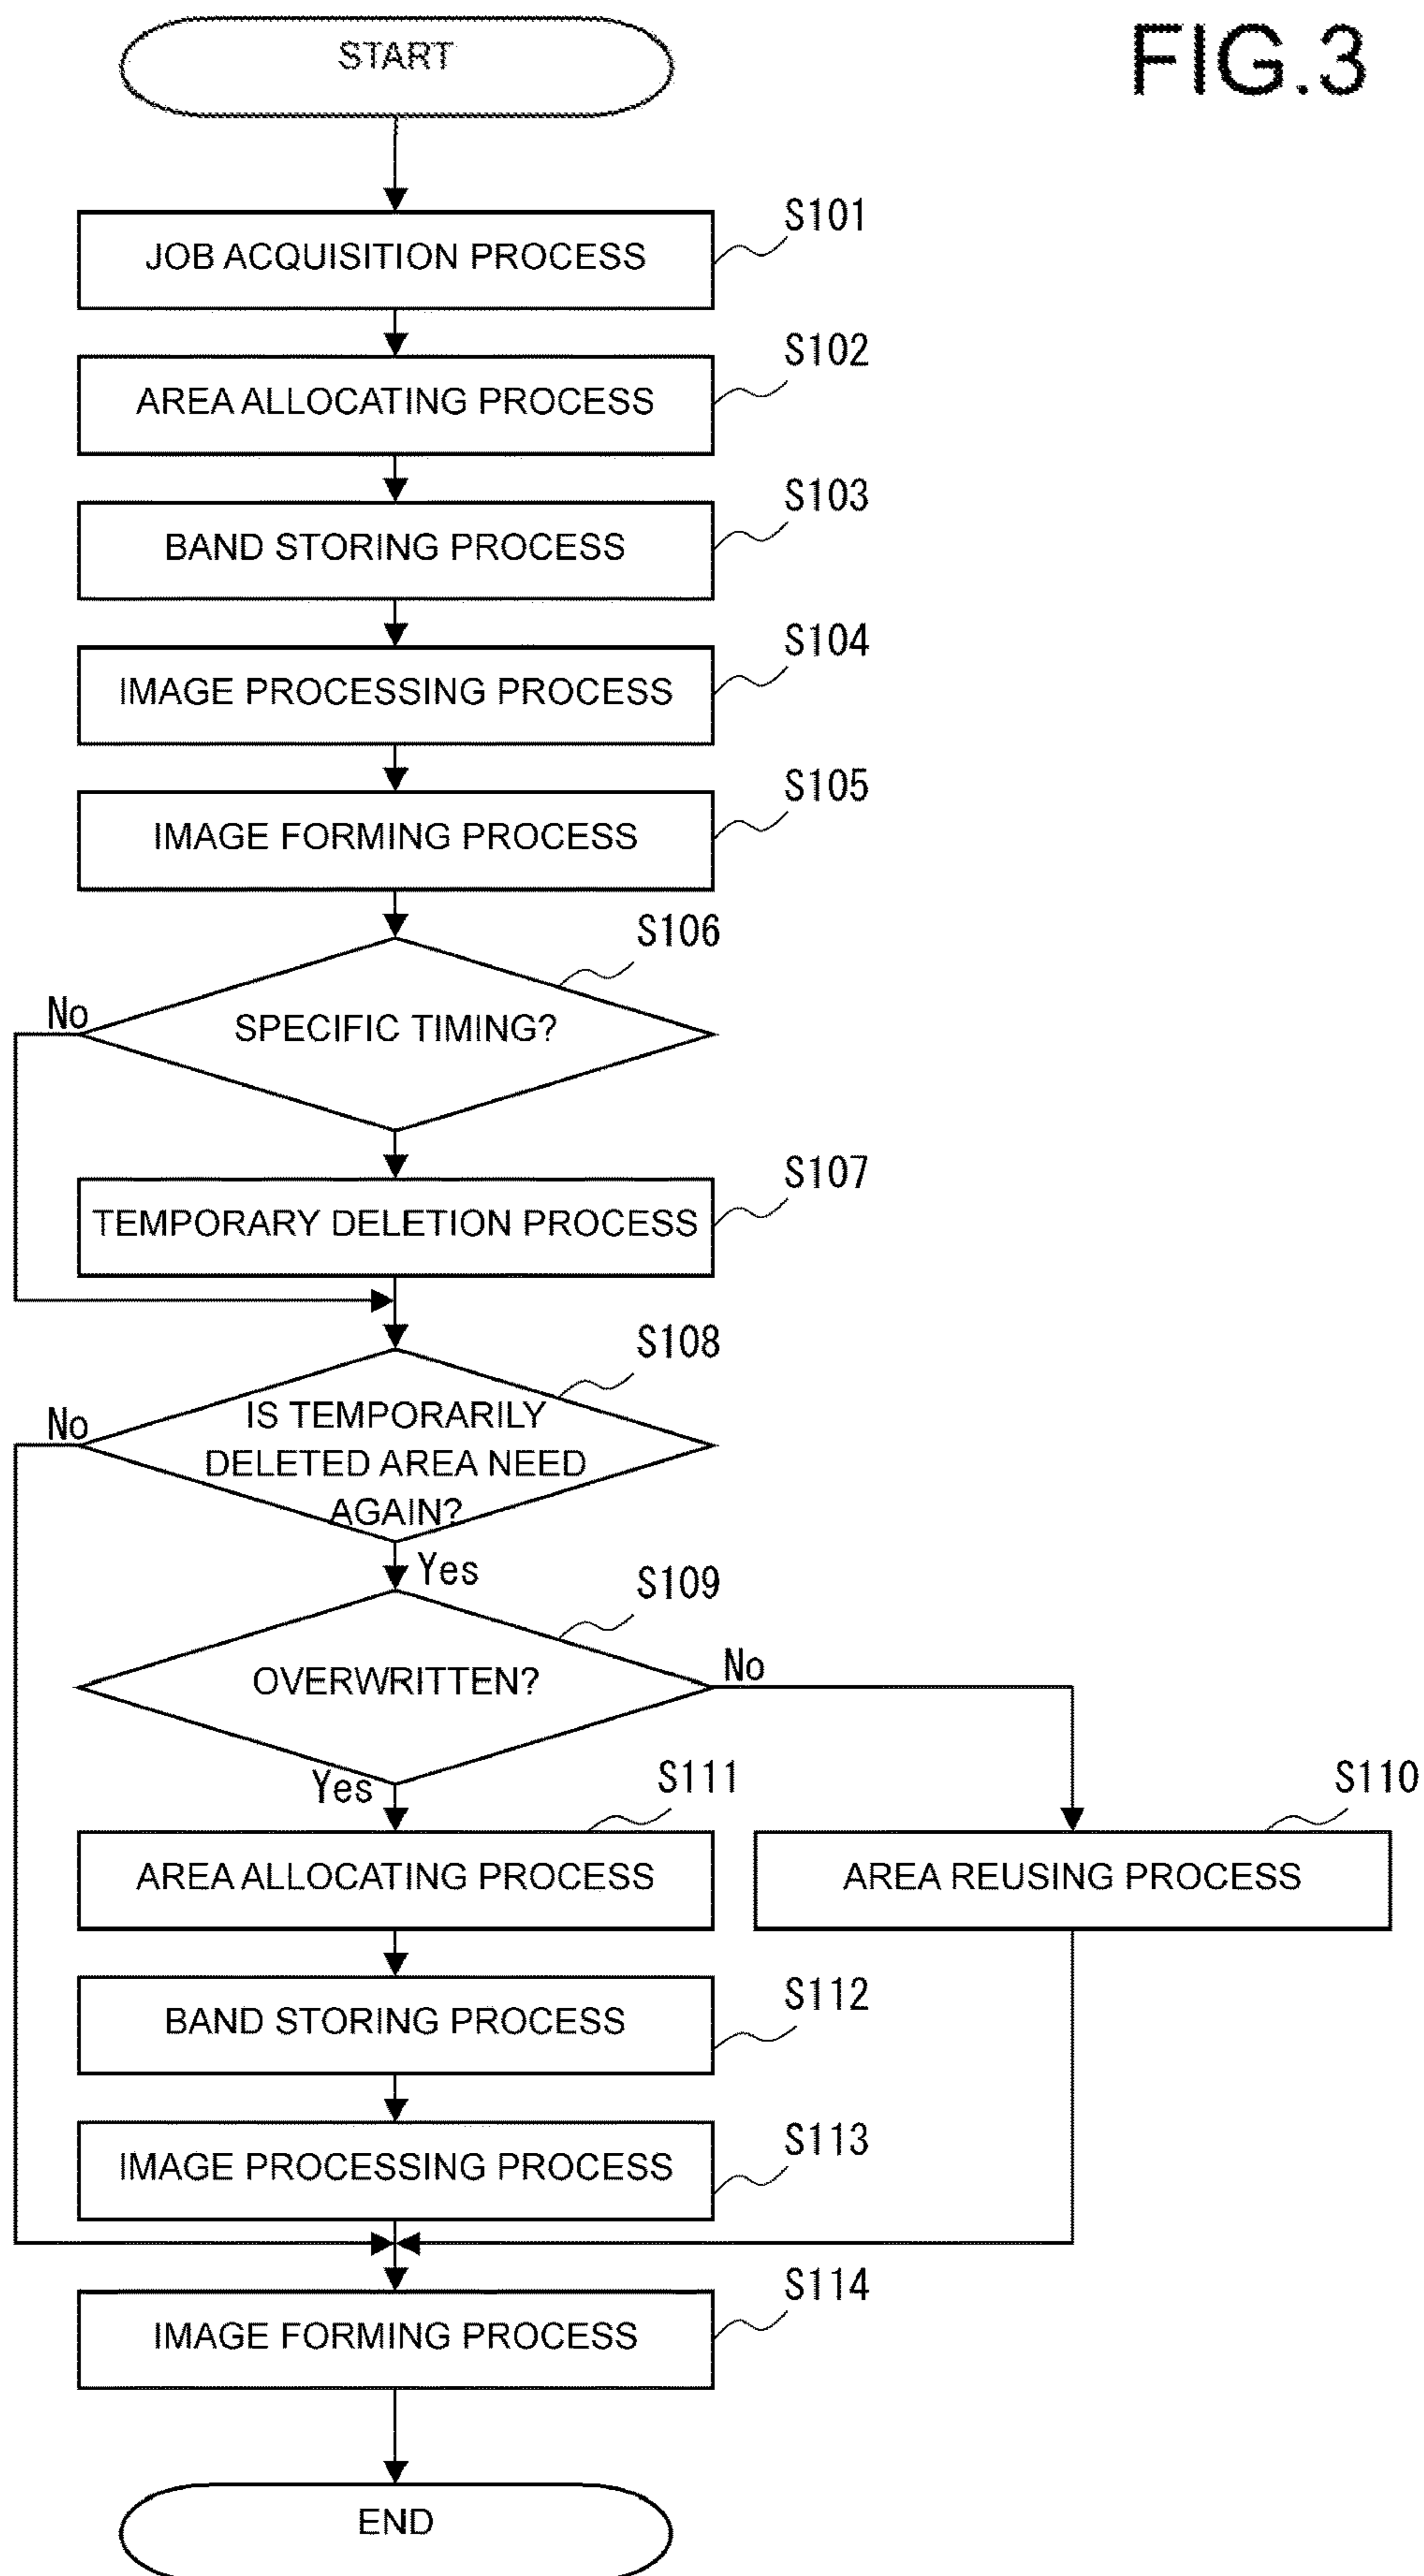 FIG.3
START
S101
JOB ACQUISITION PROCESS
S102
AREA ALLOCATING PROCESS
S103
BAND STORING PROCESS
S104
IMAGE PROCESSING PROCESS
S105
IMAGE FORMING PROCESS
S106
No
SPECIFIC TIMING?
S107
TEMPORARY DELETION PROCESS
S108
No
IS TEMPORARILY
DELETED AREA NEED
AGAIN?
Yes
S109
OVERWRITTEN?
No
Yes
S111
S110
AREA ALLOCATING PROCESS
AREA REUSING PROCESS
S112
BAND STORING PROCESS
S113
IMAGE PROCESSING PROCESS
S114
IMAGE FORMING PROCESS
END